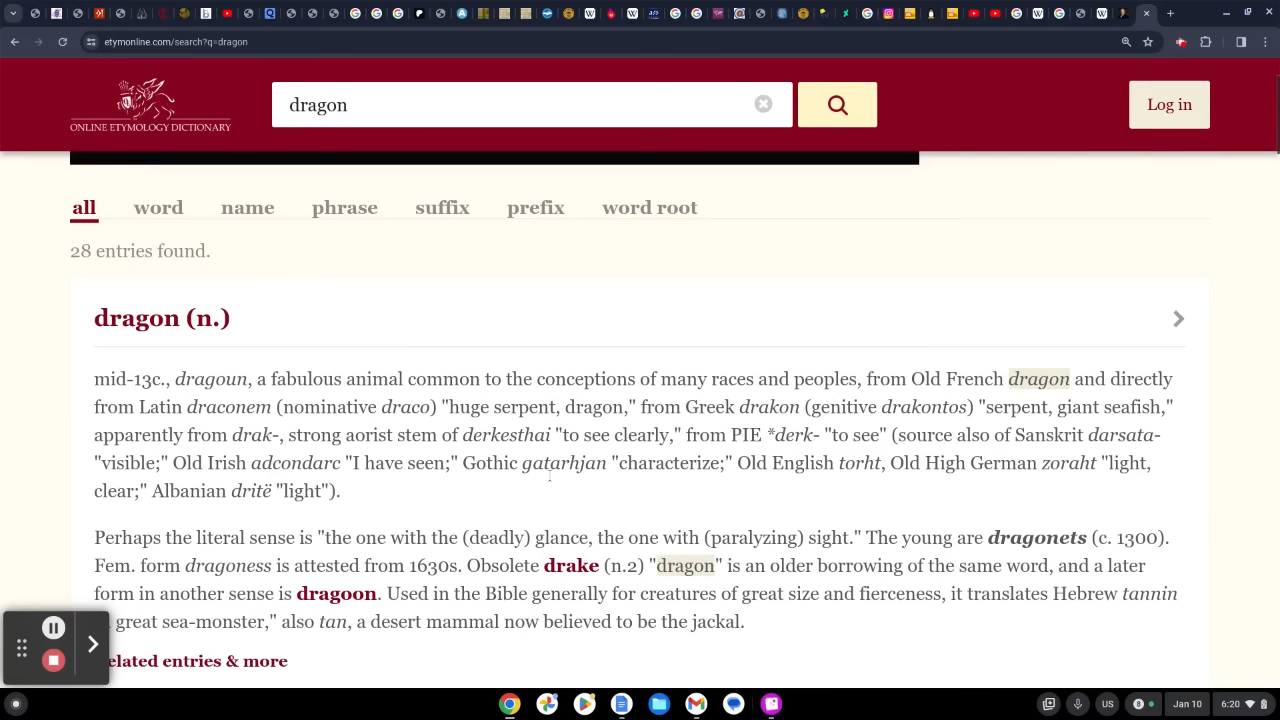 etymonline.com/search?q=dragon
ONLINE ETYMOLOGY DICTIONARY
dragon
Log in
all word name phrase suffix prefix word root
28 entries found.
dragon (n.)
mid-13c., dragoun, a fabulous animal common to the conceptions of many races and peoples, from Old French dragon and directly
from Latin draconem (nominative draco) "huge serpent, dragon," from Greek drakon (genitive drakontos) "serpent, giant seafish,"
apparently from drak-, strong aorist stem of derkesthai "to see clearly," from PIE *derk- "to see" (source also of Sanskrit darsata-
"visible;" Old Irish adcondarc "I have seen;" Gothic gatarhjan "characterize;" Old English torht, Old High German zoraht "light,
clear;" Albanian dritë "light").
Perhaps the literal sense is "the one with the (deadly) glance, the one with (paralyzing) sight." The young are dragonets (c. 1300).
Fem. form dragoness is attested from 1630s. Obsolete drake (n.2) "dragon" is an older borrowing of the same word, and a later
form in another sense is dragoon. Used in the Bible generally for creatures of great size and fierceness, it translates Hebrew tannin
great sea-monster," also tan, a desert mammal now believed to be the jackal.
elated entries & more
US
8
Jan 10
6:20